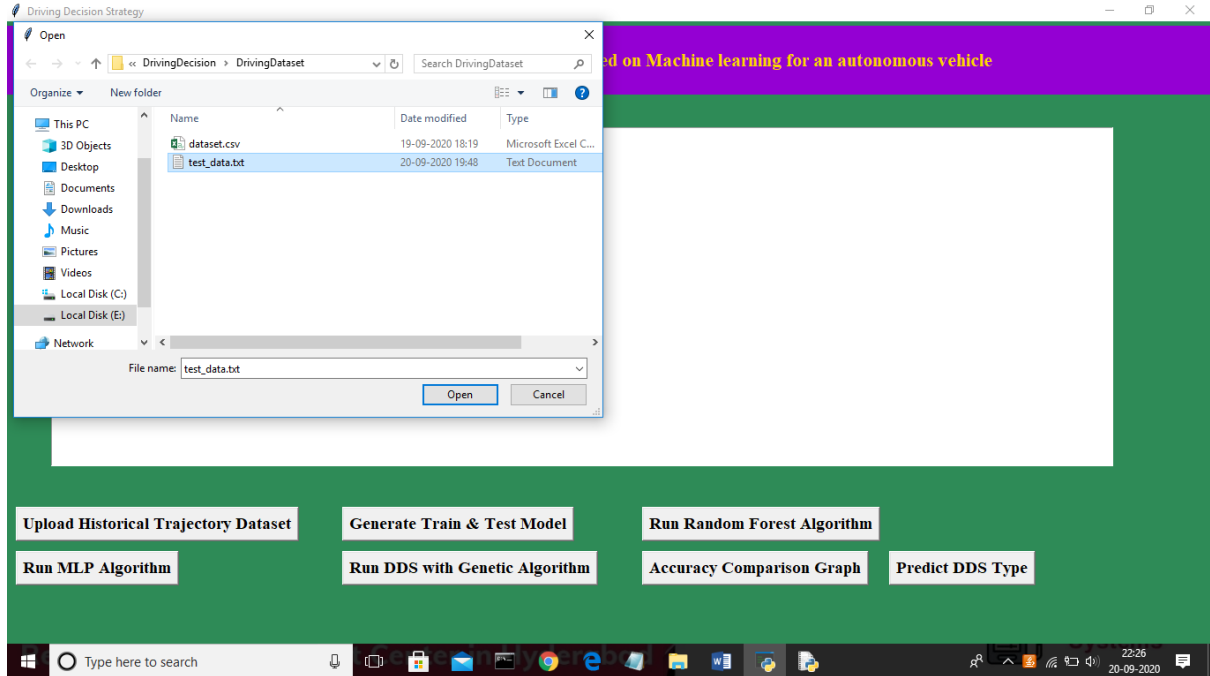 Driving Decision Strategy
Open
ed on Machine learning for an autonomous vehicle
« DrivingDecision › DrivingDataset
Search DrivingDataset
Organize
New folder
Name
Date modified
Type
This PC
3D Objects
Desktop
Documents
Downloads
Music
Pictures
Videos
Local Disk (C:)
Local Disk (E:)
Network
dataset.csv
19-09-2020 18:19
Microsoft Excel C...
test_data.txt
20-09-2020 19:48
Text Document
File name: test_data.txt
Open
Cancel
Upload Historical Trajectory Dataset
Generate Train & Test Model
Run Random Forest Algorithm
Run MLP Algorithm
Run DDS with Genetic Algorithm
Accuracy Comparison Graph
Predict DDS Type
Type here to search
22:26
20-09-2020